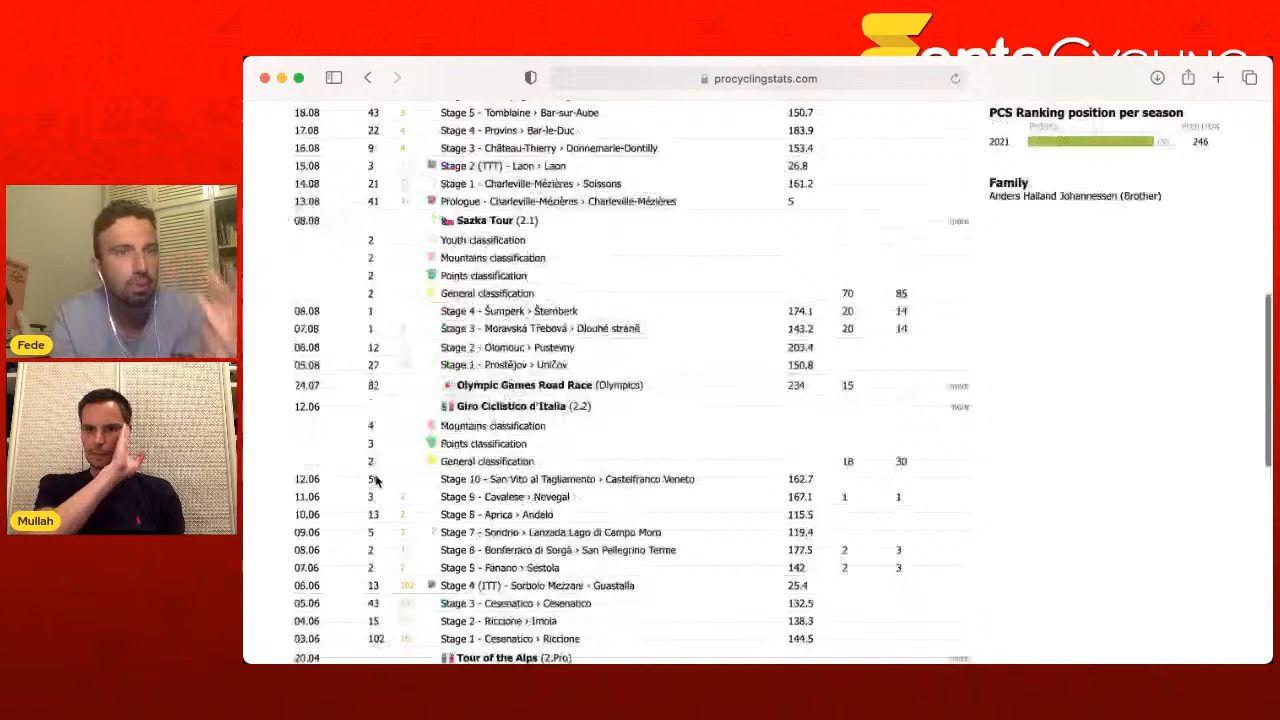 Fanta Cycling
procyclingstats.com
18.08 43 3 Stage 5 - Tomblaine › Bar-sur-Aube 150.7
17.08 22 4 Stage 4 - Provins › Bar-le-Duc 183.9
16.08 9 4 Stage 3 - Château-Thierry › Donnemarie-Dontilly 153.4
15.08 3 Stage 2 (TTT) - Laon › Laon 26.8
14.08 21 Stage 1 - Charleville-Mézières › Soissons 161.2
13.08 41 Prologue - Charleville-Mézières › Charleville-Mézières 5
08.08 Sazka Tour (2.1) more
2 Youth classification
2 Mountains classification
2 Points classification
2 General classification 70 85
08.08 1 Stage 4 - Šumperk › Šternberk 174.1 20 14
07.08 1 Stage 3 - Moravská Třebová › Dlouhé stráně 143.2 20 14
06.08 12 Stage 2 - Olomouc › Pustevny 203.4
05.08 27 Stage 1 - Prostějov › Uničov 150.8
24.07 82 Olympic Games Road Race (Olympics) 234 15 more
12.06 Giro Ciclistico d'Italia (2.2) more
4 Mountains classification
3 Points classification
2 General classification 18 30
12.06 Stage 10 - San Vito al Tagliamento › Castelfranco Veneto 162.7
11.06 3 2 Stage 9 - Cavalese › Nevegal 167.1 1 1
10.06 13 2 Stage 8 - Aprica › Andalo 115.5
09.06 5 Stage 7 - Sondrio › Lanzada Lago di Campo Moro 119.4
08.06 2 Stage 6 - Bonferraro di Sorgà › San Pellegrino Terme 177.5 2 3
07.06 2 Stage 5 - Fanano › Sestola 142 2 3
06.06 13 102 Stage 4 (ITT) - Sorbolo Mezzani › Guastalla 25.4
05.06 43 Stage 3 - Cesenatico › Cesenatico 132.5
04.06 15 Stage 2 - Riccione › Imola 138.3
03.06 102 Stage 1 - Cesenatico › Riccione 144.5
20.04 Tour of the Alps (2.Pro)
PCS Ranking position per season
POINTS POSITION
2021 246
Family
Anders Halland Johannessen (Brother)
Fede
Mullah